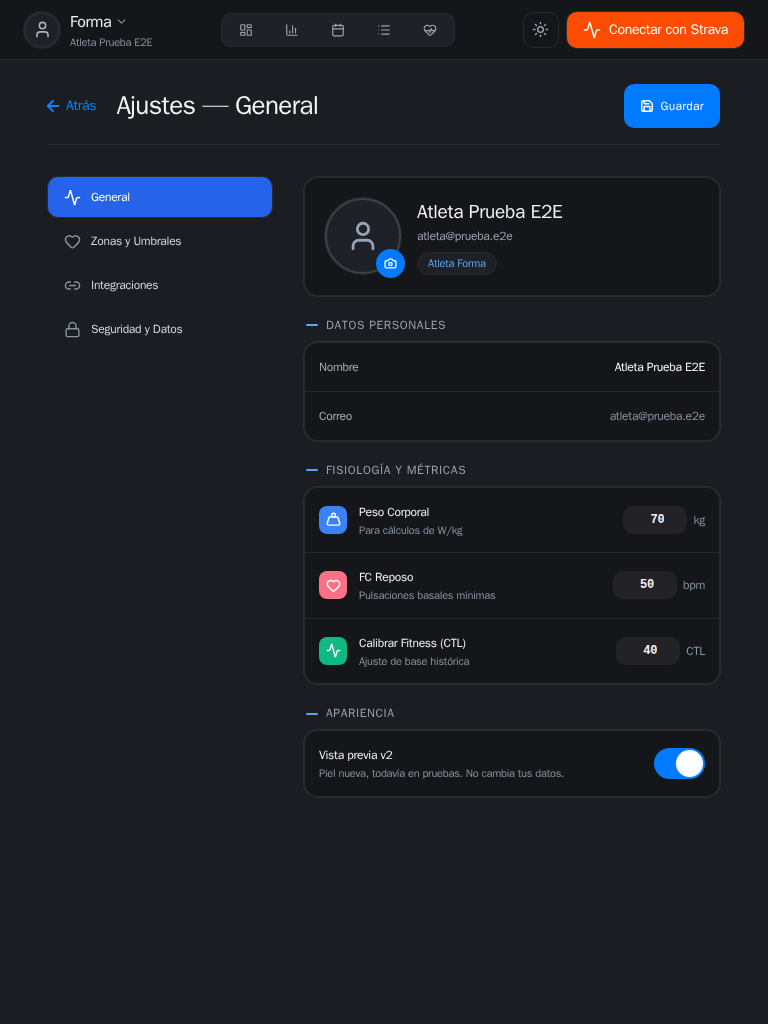 Forma
Atleta Prueba E2E
Conectar con Strava
Atrás
Ajustes — General
Guardar
General
Zonas y Umbrales
Integraciones
Seguridad y Datos
Atleta Prueba E2E
atleta@prueba.e2e
Atleta Forma
DATOS PERSONALES
Nombre
Atleta Prueba E2E
Correo
atleta@prueba.e2e
FISIOLOGÍA Y MÉTRICAS
Peso Corporal
Para cálculos de W/kg
70 kg
FC Reposo
Pulsaciones basales mínimas
50 bpm
Calibrar Fitness (CTL)
Ajuste de base histórica
40 CTL
APARIENCIA
Vista previa v2
Piel nueva, todavía en pruebas. No cambia tus datos.